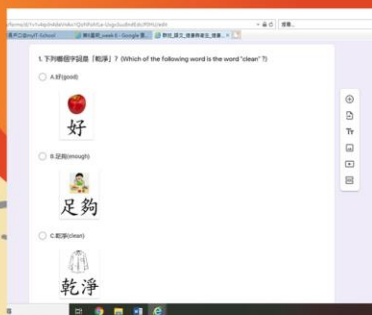 1. 下列哪個字詞是「乾淨」? (Which of the following word is the word "clean" ?)
A.好(good)
好
B.足夠(enough)
足夠
C.乾淨(clean)
乾淨
Tт